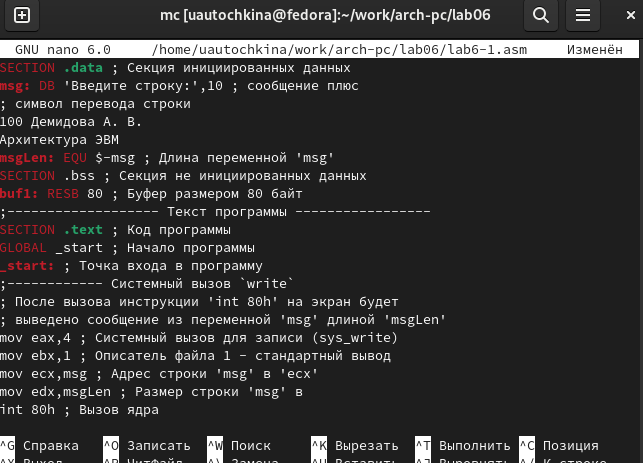 mc [uautochkina@fedora]:~/work/arch-pc/lab06
GNU nano 6.0 /home/uautochkina/work/arch-pc/lab06/lab6-1.asm Изменён
SECTION .data ; Секция инициированных данных
msg: DB 'Введите строку:',10 ; сообщение плюс
; символ перевода строки
100 Демидова А. В.
Архитектура ЭВМ
msgLen: EQU $-msg ; Длина переменной 'msg'
SECTION .bss ; Секция не инициированных данных
buf1: RESB 80 ; Буфер размером 80 байт
;------------------- Текст программы -----------------
SECTION .text ; Код программы
GLOBAL _start ; Начало программы
_start: ; Точка входа в программу
;------------ Системный вызов `write`
; После вызова инструкции 'int 80h' на экран будет
; выведено сообщение из переменной 'msg' длиной 'msgLen'
mov eax,4 ; Системный вызов для записи (sys_write)
mov ebx,1 ; Описатель файла 1 - стандартный вывод
mov ecx,msg ; Адрес строки 'msg' в 'ecx'
mov edx,msgLen ; Размер строки 'msg' в
int 80h ; Вызов ядра
^G Справка ^O Записать ^W Поиск ^K Вырезать ^T Выполнить ^C Позиция
^X Выход ^R ЧитФайл ^\ Замена ^U Вставить ^J Выровнять ^/ К строке